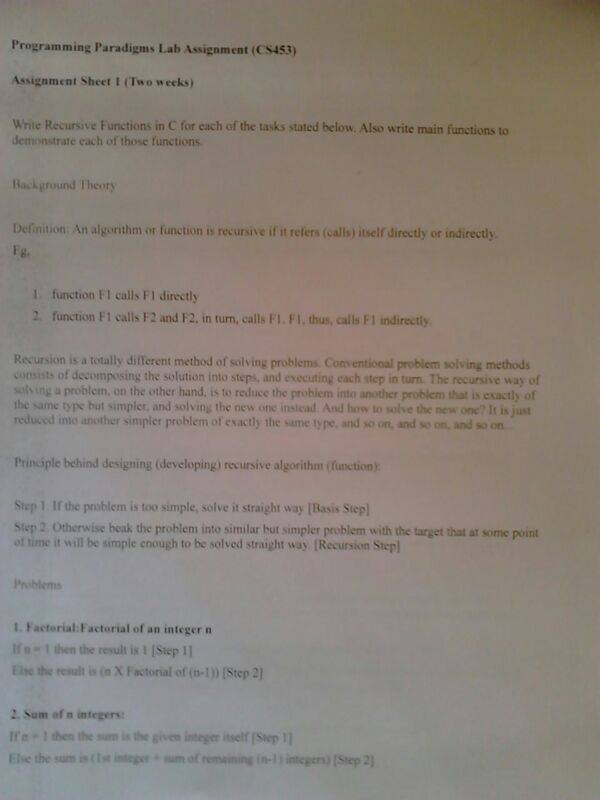 Programming Paradigms Lab Assignment (CS453)
Assignment Sheet 1 (Two weeks)
Write Recursive Functions in C for each of the tasks stated below. Also write main functions to
demonstrate each of those functions.
Background Theory
Definition: An algorithm or function is recursive if it refers (calls) itself directly or indirectly.
Eg,
1. function F1 calls F1 directly
2. function F1 calls F2 and F2, in turn, calls F1. F1, thus, calls F1 indirectly.
Recursion is a totally different method of solving problems. Conventional problem solving methods
consists of decomposing the solution into steps, and executing each step in turn. The recursive way of
solving a problem, on the other hand, is to reduce the problem into another problem that is exactly of
the same type but simpler, and solving the new one instead. And how to solve the new one? It is just
reduced into another simpler problem of exactly the same type, and so on, and so on, and so on...
Principle behind designing (developing) recursive algorithm (function):
Step 1. If the problem is too simple, solve it straight way [Basis Step]
Step 2. Otherwise beak the problem into similar but simpler problem with the target that at some point
of time it will be simple enough to be solved straight way. [Recursion Step]
Problems
1. Factorial:Factorial of an integer n
If n = 1 then the result is 1 [Step 1]
Else the result is (n X Factorial of (n-1)) [Step 2]
2. Sum of n integers:
If n = 1 then the sum is the given integer itself [Step 1]
Else the sum is (1st integer + sum of remaining (n-1) integers) [Step 2]